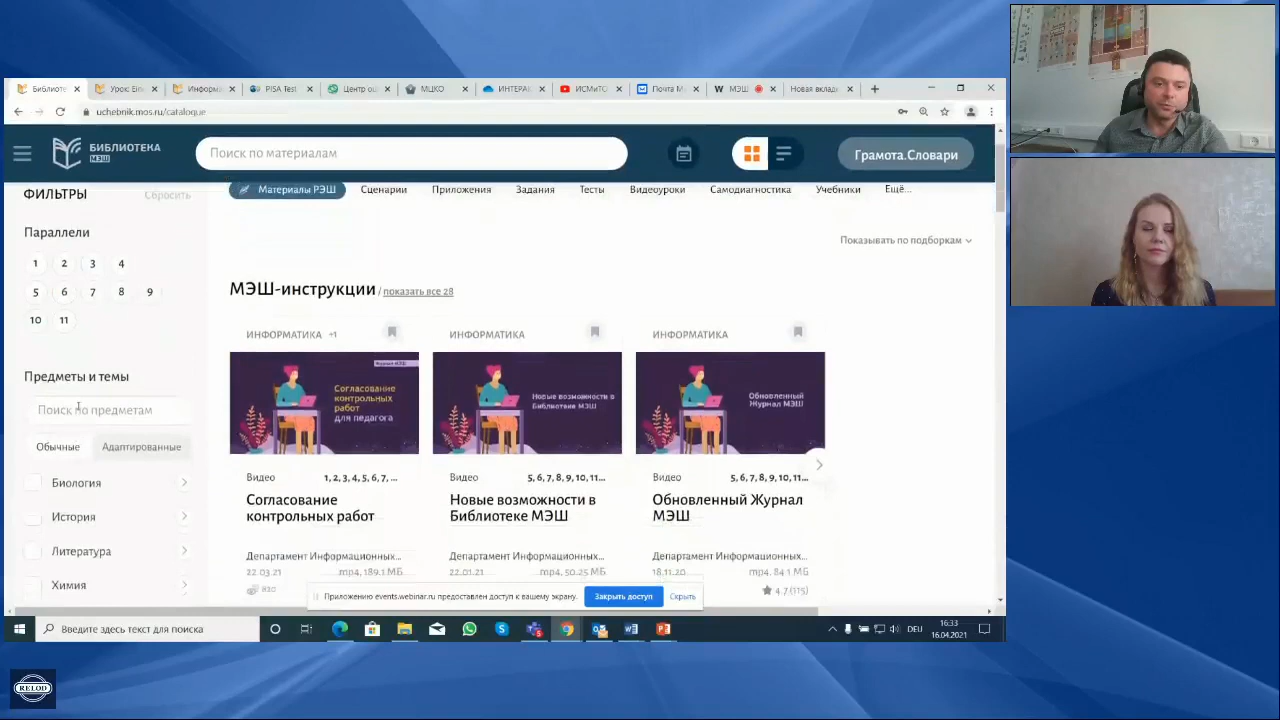 Библиоте
Урок: Eine
Информа
PISA Test
Центр о
МЦКО
ИНТЕРА
ИСМиТО
Почта М
МЭШ
Новая вклад
uchebnik.mos.ru/catalogue
БИБЛИОТЕКА
МЭШ
Поиск по материалам
Грамота.Словари
ФИЛЬТРЫ
Сбросить
Материалы РЭШ
Сценарии
Приложения
Задания
Тесты
Видеоуроки
Самодиагностика
Учебники
Ещё...
Параллели
Показывать по подборкам
1 2 3 4
5 6 7 8 9
10 11
МЭШ-инструкции / показать все 28
ИНФОРМАТИКА +1
ИНФОРМАТИКА
ИНФОРМАТИКА
Согласование
контрольных работ
для педагога
Новые возможности в
Библиотеке МЭШ
Обновленный
Журнал МЭШ
Предметы и темы
Поиск по предметам
Обычные
Адаптированные
Биология
История
Литература
Химия
Видео 1, 2, 3, 4, 5, 6, 7, ...
Согласование
контрольных работ
Департамент Информационных...
22.03.21 mp4, 189.1 МБ
830
Видео 5, 6, 7, 8, 9, 10, 11...
Новые возможности в
Библиотеке МЭШ
Департамент Информационных...
22.01.21 mp4, 50.25 МБ
Видео 5, 6, 7, 8, 9, 10, 11...
Обновленный Журнал
МЭШ
Департамент Информационных...
18.11.20 mp4, 84.1 МБ
4.7 (115)
Приложению events.webinar.ru предоставлен доступ к вашему экрану.
Закрыть доступ
Скрыть
Введите здесь текст для поиска
DEU
16:33
16.04.2021
RELOD